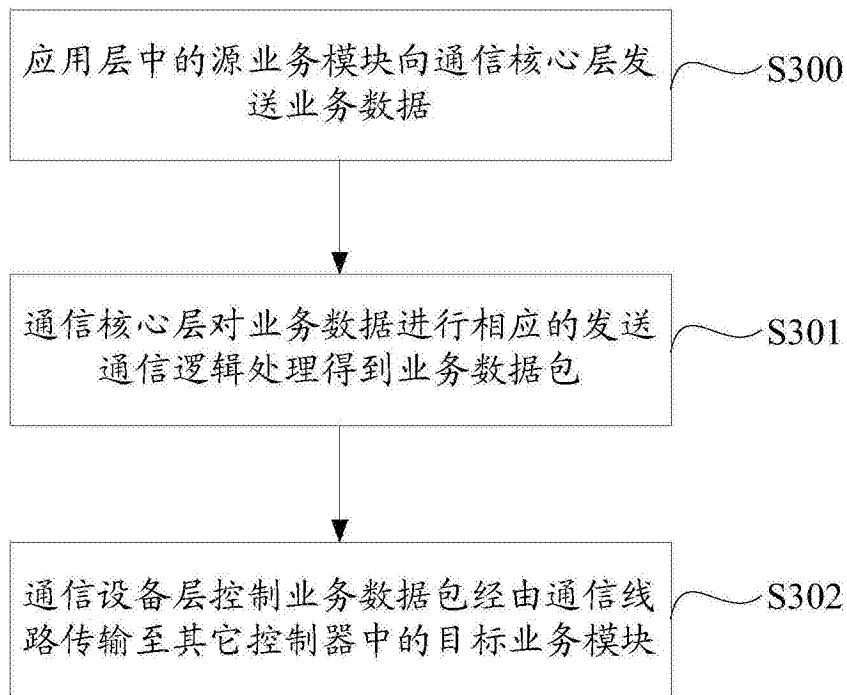 应用层中的源业务模块向通信核心层发
送业务数据
S300
通信核心层对业务数据进行相应的发送
通信逻辑处理得到业务数据包
S301
通信设备层控制业务数据包经由通信线
路传输至其它控制器中的目标业务模块
S302